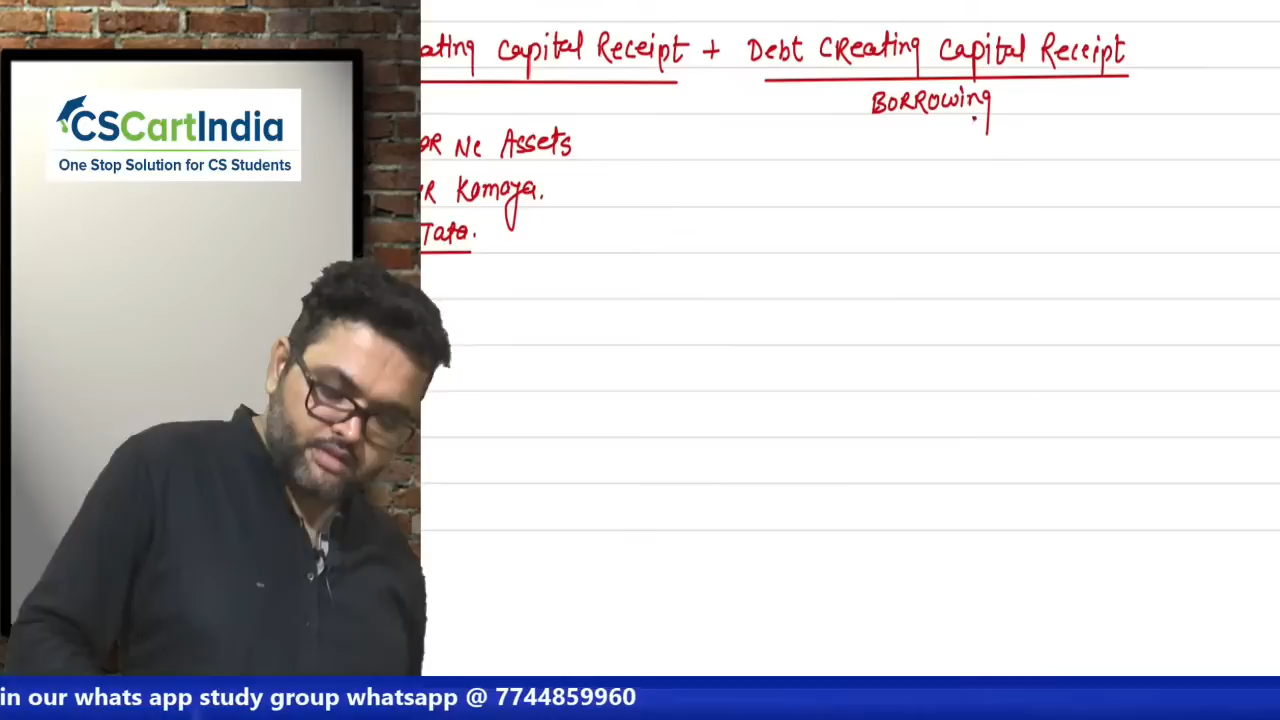 ating Capital Receipt + Debt Creating Capital Receipt
Borrowing
OR Ne Assets
R Kamaya.
Tata.
CSCartIndia
One Stop Solution for CS Students
in our whats app study group whatsapp @ 7744859960